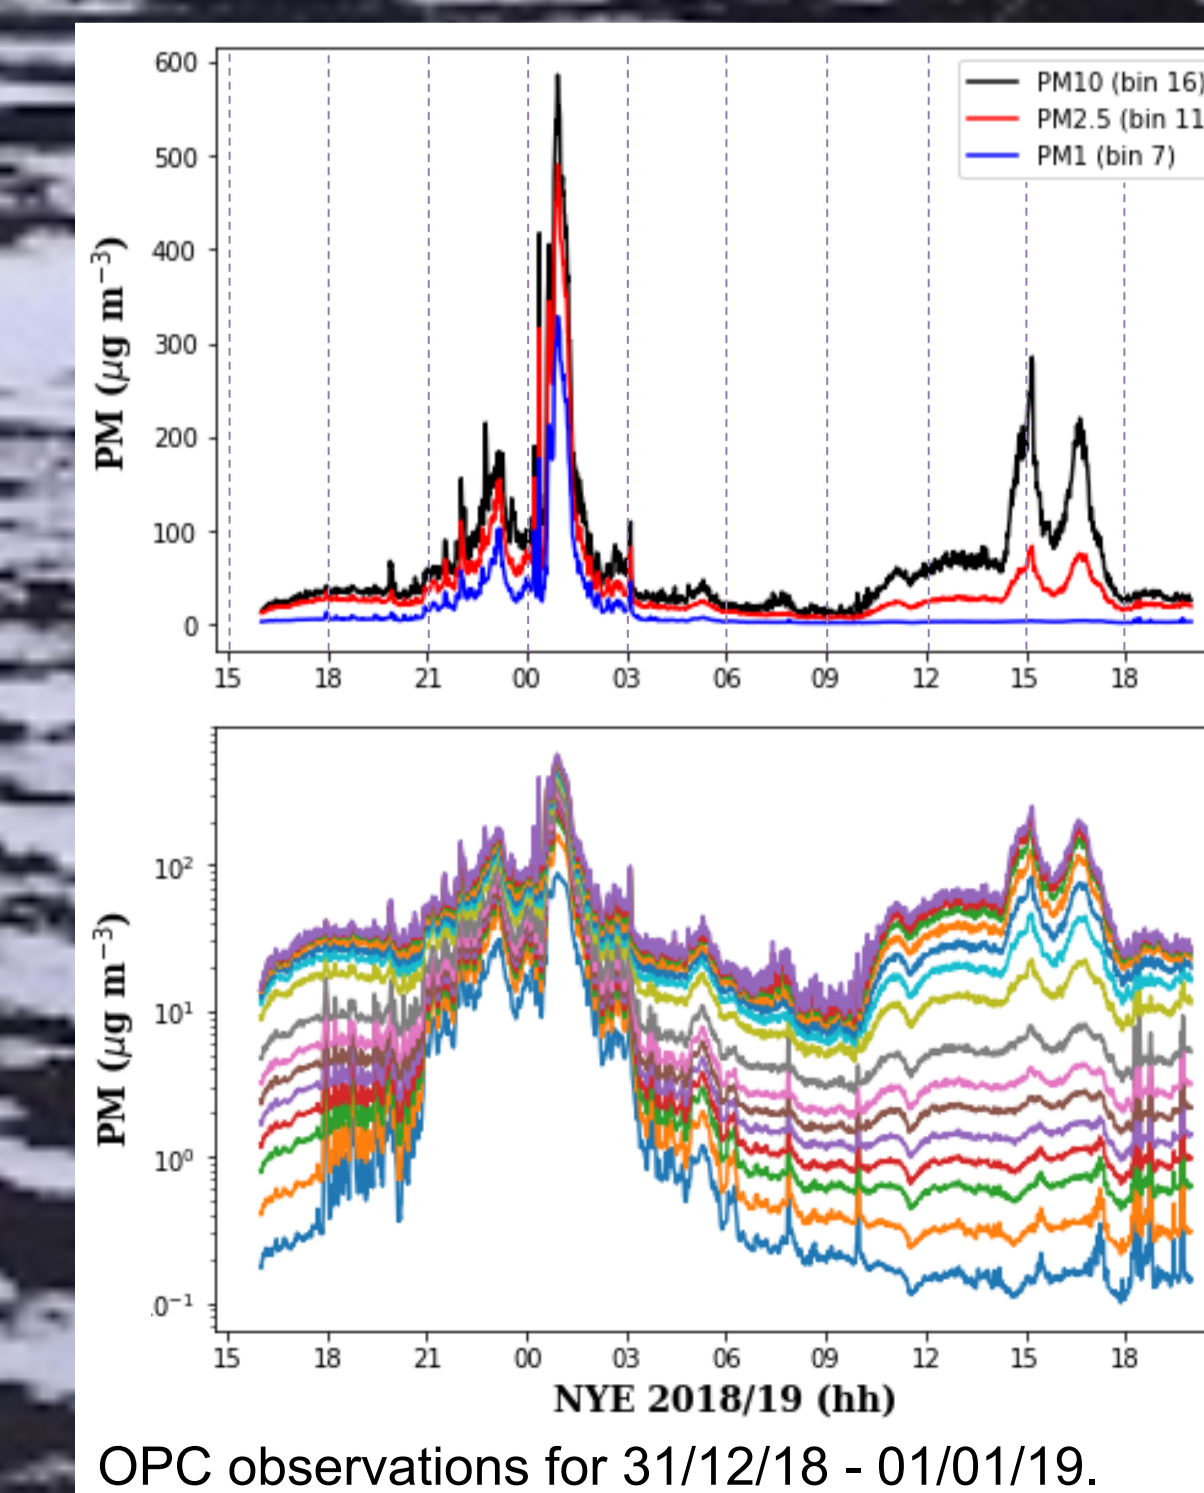 600
500
400
300
200
100
0
PM (μg m⁻³)
PM10 (bin 16)
PM2.5 (bin 11
PM1 (bin 7)
15 18 21 00 03 06 09 12 15 18
10²
10¹
10⁰
.0⁻¹
PM (μg m⁻³)
15 18 21 00 03 06 09 12 15 18
NYE 2018/19 (hh)
OPC observations for 31/12/18 - 01/01/19.